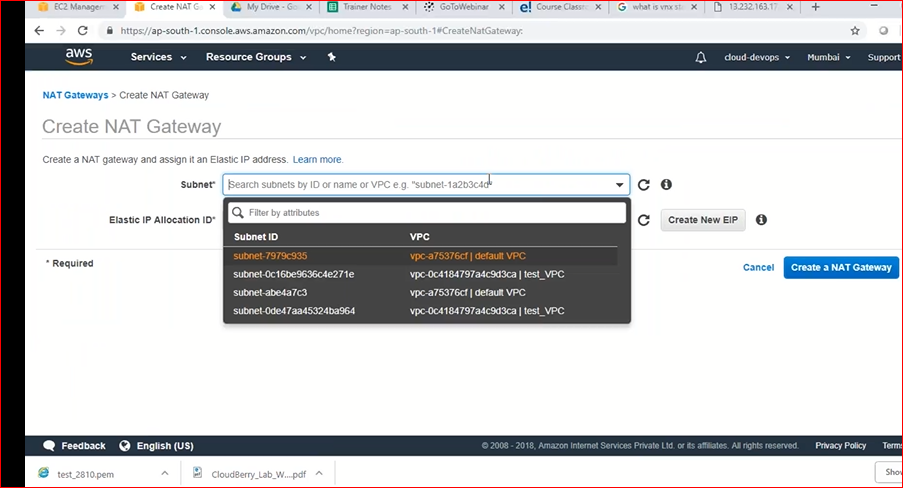 EC2 Managem
Create NAT Ga
My Drive - Goo
Trainer Notes
GoToWebinar
Course Classro
what is vnx sto
13.232.163.17
https://ap-south-1.console.aws.amazon.com/vpc/home?region=ap-south-1#CreateNatGateway:
aws
Services
Resource Groups
cloud-devops
Mumbai
Support
NAT Gateways > Create NAT Gateway
Create NAT Gateway
Create a NAT gateway and assign it an Elastic IP address. Learn more.
Subnet*
Search subnets by ID or name or VPC e.g. "subnet-1a2b3c4d"
Filter by attributes
Elastic IP Allocation ID*
Create New EIP
Subnet ID VPC
subnet-7979c935 vpc-a75376cf | default VPC
subnet-0c16be9636c4e271e vpc-0c4184797a4c9d3ca | test_VPC
subnet-abe4a7c3 vpc-a75376cf | default VPC
subnet-0de47aa45324ba964 vpc-0c4184797a4c9d3ca | test_VPC
* Required
Cancel
Create a NAT Gateway
Feedback
English (US)
© 2008 - 2018, Amazon Internet Services Private Ltd. or its affiliates. All rights reserved.
Privacy Policy
Terms
test_2810.pem
CloudBerry_Lab_W....pdf
Show